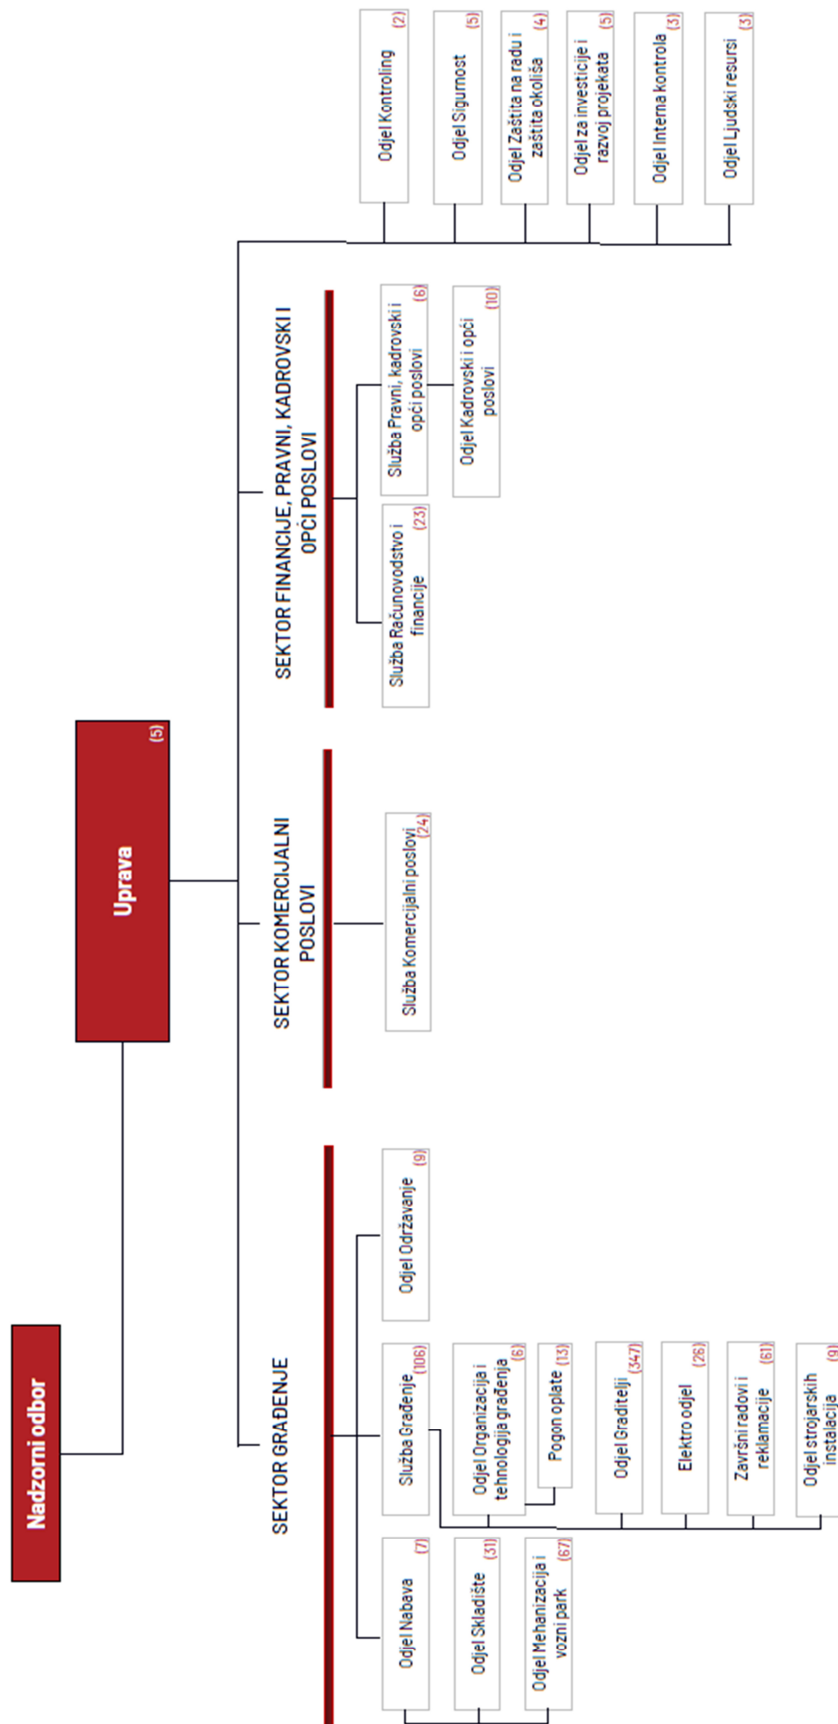 Nadzorni odbor
Uprava
(5)
SEKTOR GRAĐENJE
Odjel Nabava
(7)
Odjel Skladište
(31)
Odjel Mehanizacija i
vozni park
(67)
Služba Građenje
(106)
Odjel Organizacija i
tehnologija građenja
(6)
Pogon oplate
(13)
Odjel Graditelji
(347)
Elektro odjel
(26)
Završni radovi i
reklamacije
(61)
Odjel strojarskih
instalacija
(9)
Odjel Održavanje
(9)
SEKTOR KOMERCIJALNI
POSLOVI
Služba Komercijalni poslovi
(24)
SEKTOR FINANCIJE, PRAVNI, KADROVSKI I
OPĆI POSLOVI
Služba Računovodstvo i
financije
(23)
Služba Pravni, kadrovski i
opći poslovi
(6)
Odjel Kadrovski i opći
poslovi
(10)
Odjel Kontroling
(2)
Odjel Sigurnost
(5)
Odjel Zaštita na radu i
zaštita okoliša
(4)
Odjel za investicije i
razvoj projekata
(5)
Odjel Interna kontrola
(3)
Odjel Ljudski resursi
(3)